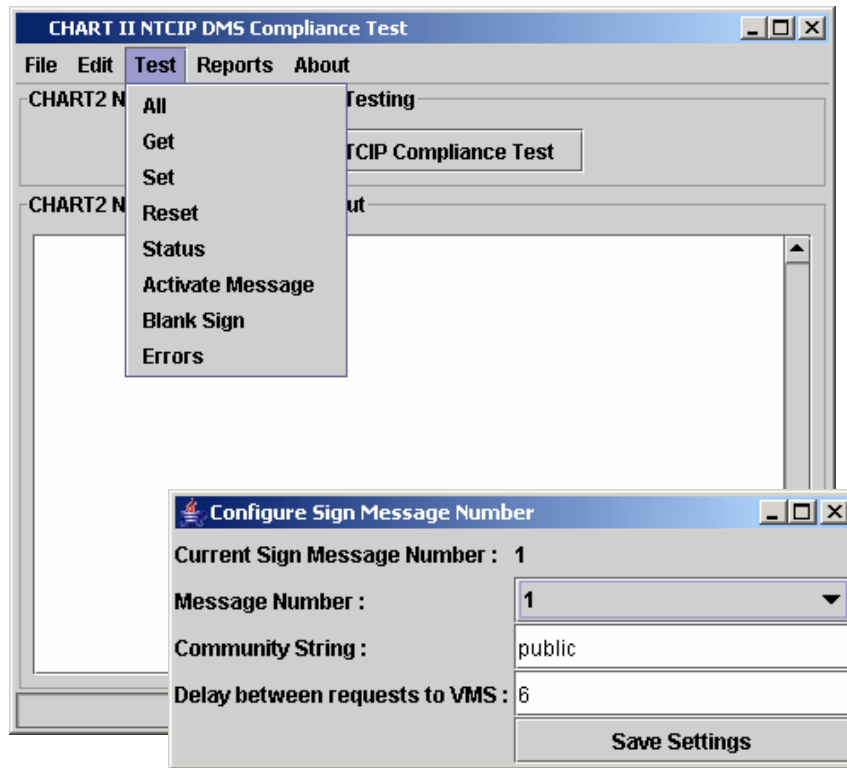 CHART II NTCIP DMS Compliance Test
File Edit Test Reports About
CHART2 N Testing
All
Get
TCIP Compliance Test
Set
CHART2 N ut
Reset
Status
Activate Message
Blank Sign
Errors
Configure Sign Message Number
Current Sign Message Number : 1
Message Number : 1
Community String : public
Delay between requests to VMS : 6
Save Settings